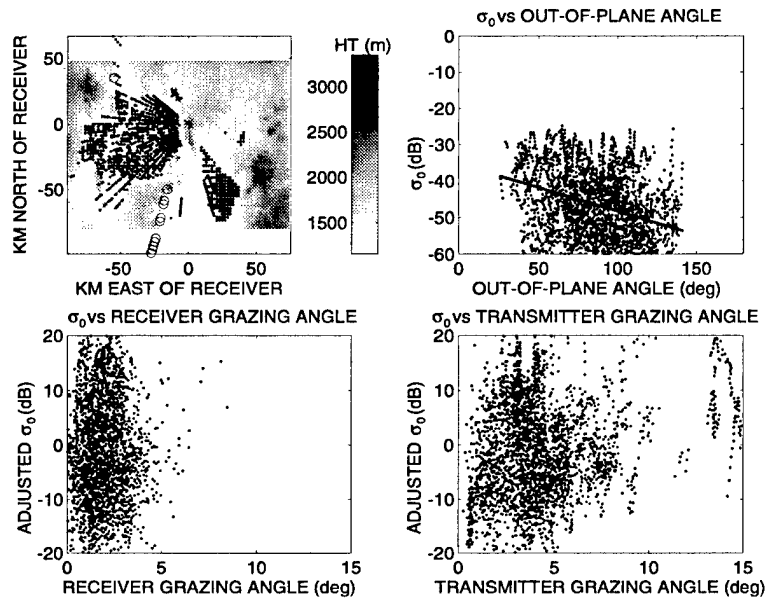 HT (m)
50
0
-50
3000
2500
2000
1500
-50 0 50
KM EAST OF RECEIVER
KM NORTH OF RECEIVER
σ₀ vs OUT-OF-PLANE ANGLE
0
-10
-20
-30
-40
-50
-60
σ₀ (dB)
0 50 100 150
OUT-OF-PLANE ANGLE (deg)
σ₀ vs RECEIVER GRAZING ANGLE
20
10
0
-10
-20
ADJUSTED σ₀ (dB)
0 5 10 15
RECEIVER GRAZING ANGLE (deg)
σ₀ vs TRANSMITTER GRAZING ANGLE
20
10
0
-10
-20
ADJUSTED σ₀ (dB)
0 5 10 15
TRANSMITTER GRAZING ANGLE (deg)